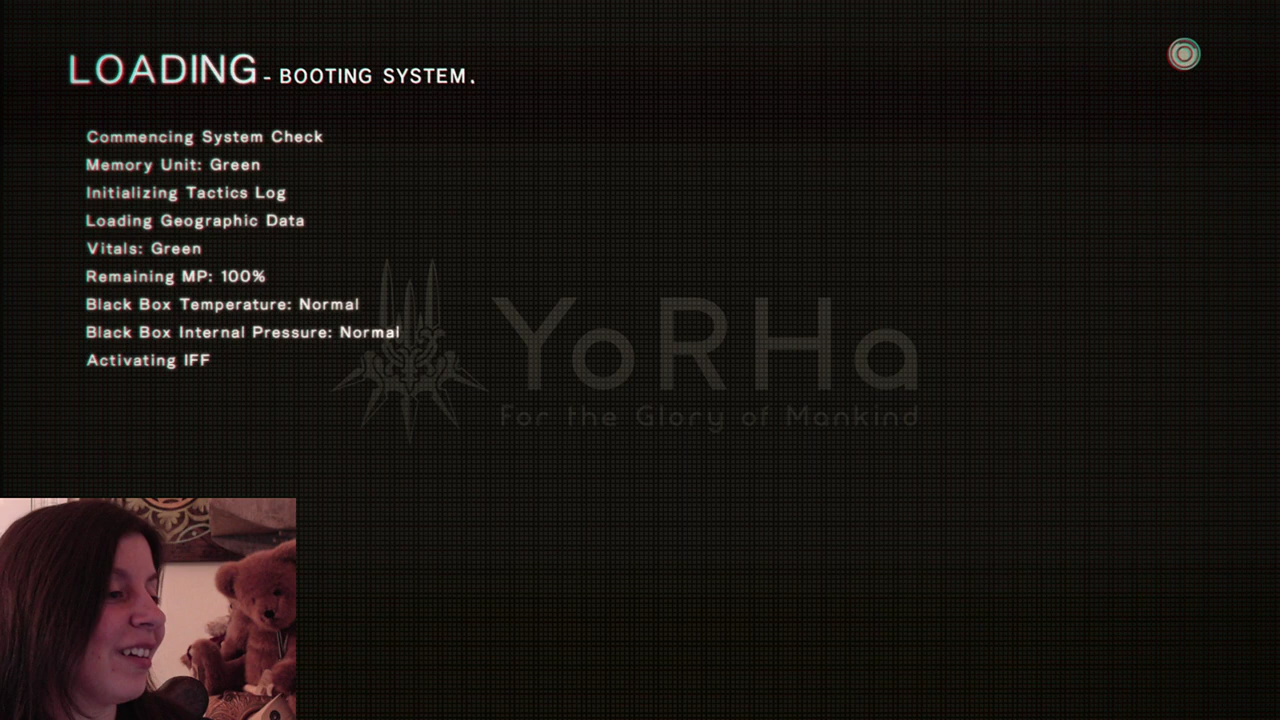 LOADING - BOOTING SYSTEM.
Commencing System Check
Memory Unit: Green
Initializing Tactics Log
Loading Geographic Data
Vitals: Green
Remaining MP: 100%
Black Box Temperature: Normal
Black Box Internal Pressure: Normal
Activating IFF
YoRHa
For the Glory of Mankind